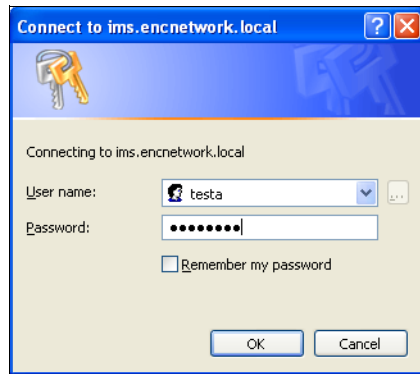 Connect to ims.encnetwork.local
Connecting to ims.encnetwork.local
User name: testa
Password: ••••••••
Remember my password
OK Cancel